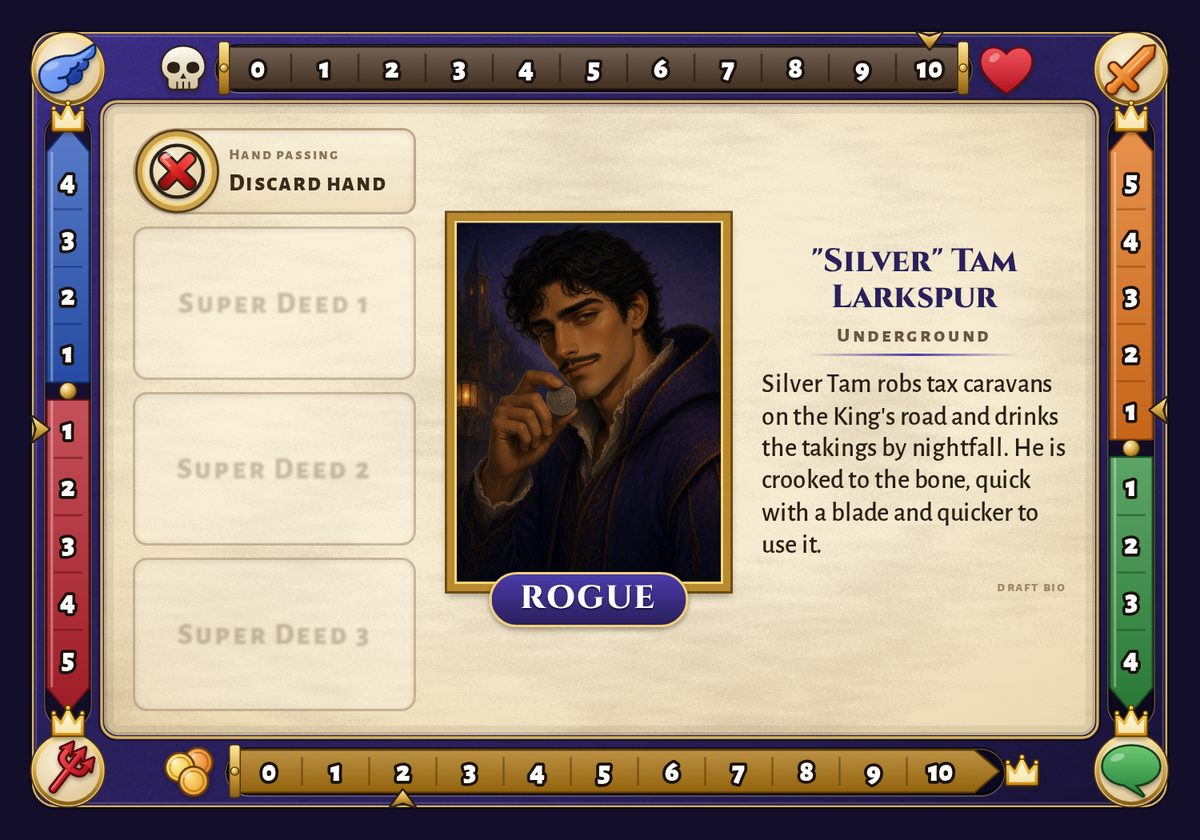 0 1 2 3 4 5 6 7 8 9 10
4
3
2
1
1
2
3
4
5
HAND PASSING
DISCARD HAND
SUPER DEED 1
SUPER DEED 2
SUPER DEED 3
ROGUE
"SILVER" TAM
LARKSPUR
UNDERGROUND
Silver Tam robs tax caravans
on the King's road and drinks
the takings by nightfall. He is
crooked to the bone, quick
with a blade and quicker to
use it.
DRAFT BIO
5
4
3
2
1
1
2
3
4
0 1 2 3 4 5 6 7 8 9 10